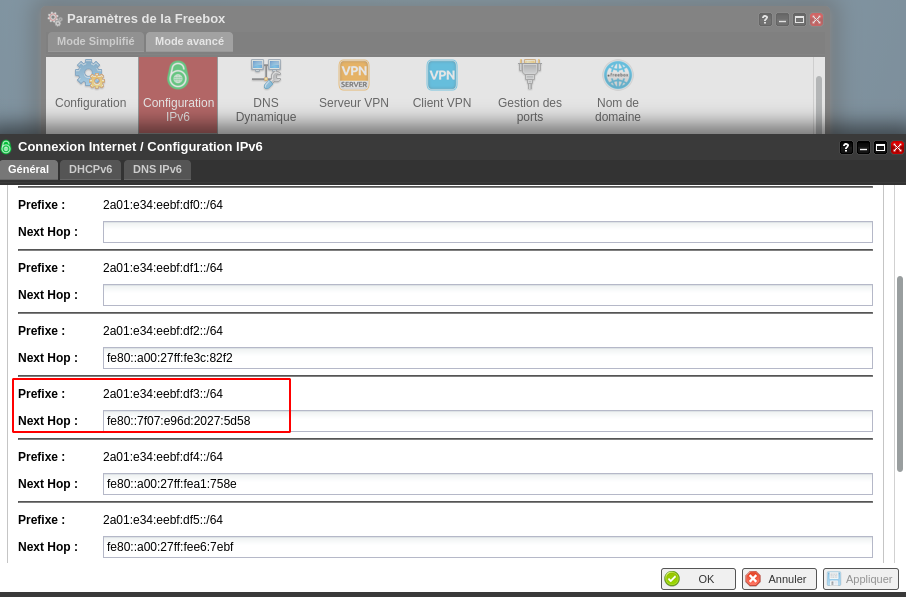 Paramètres de la Freebox
Mode Simplifié
Mode avancé
Configuration
Configuration IPv6
DNS Dynamique
VPN SERVER
Serveur VPN
VPN
Client VPN
Gestion des ports
Nom de domaine
Connexion Internet / Configuration IPv6
Général
DHCPv6
DNS IPv6
Prefixe : 2a01:e34:eebf:df0::/64
Next Hop :
Prefixe : 2a01:e34:eebf:df1::/64
Next Hop :
Prefixe : 2a01:e34:eebf:df2::/64
Next Hop : fe80::a00:27ff:fe3c:82f2
Prefixe : 2a01:e34:eebf:df3::/64
Next Hop : fe80::7f07:e96d:2027:5d58
Prefixe : 2a01:e34:eebf:df4::/64
Next Hop : fe80::a00:27ff:fea1:758e
Prefixe : 2a01:e34:eebf:df5::/64
Next Hop : fe80::a00:27ff:fee6:7ebf
OK
Annuler
Appliquer